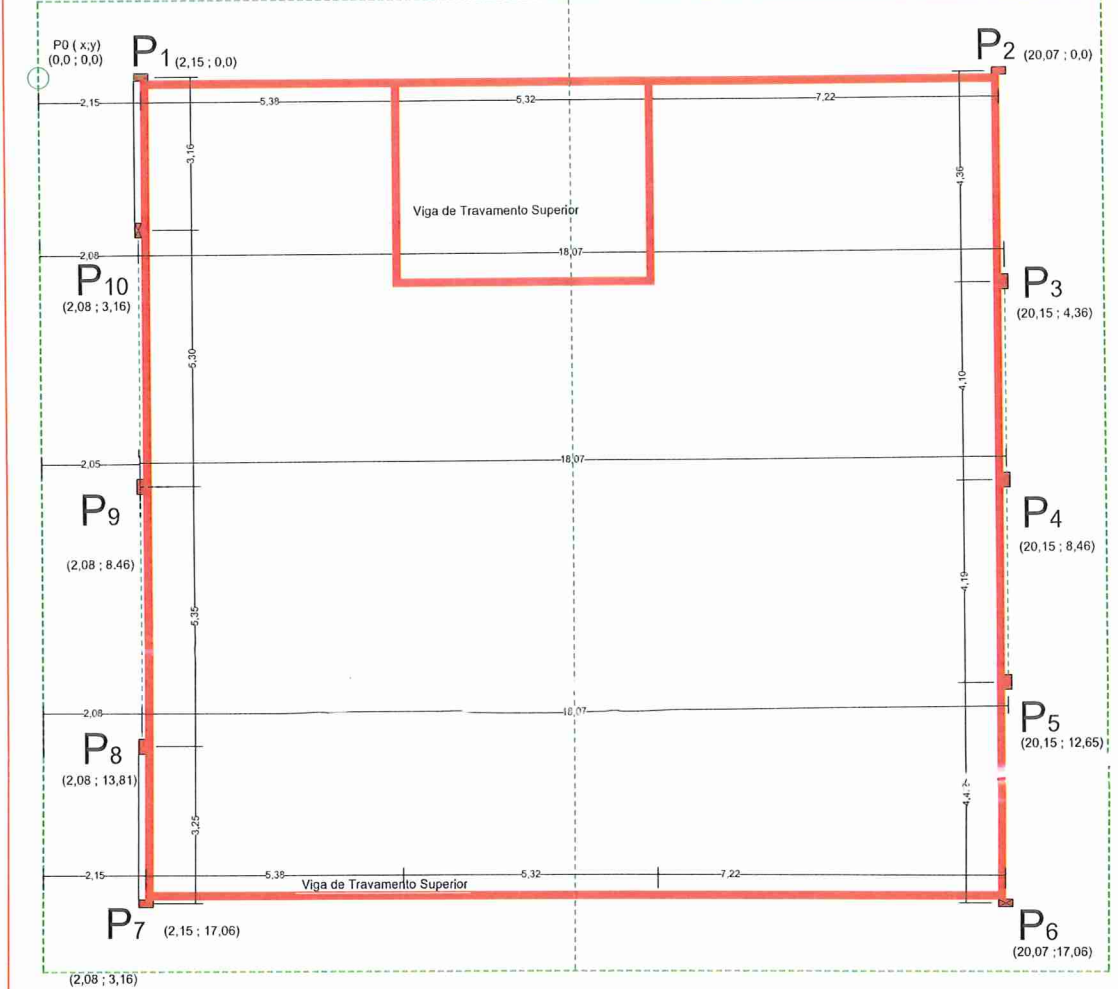 P0 ( x;y)
(0,0 ; 0,0)
P1 (2,15 ; 0,0)
P2 (20,07 ; 0,0)
2,15
5,38
5,32
7,22
3,16
4,36
Viga de Travamento Superior
2,08
18,07
P10
(2,08 ; 3,16)
P3
(20,15 ; 4,36)
5,30
4,10
2,05
18,07
P9
(2,08 ; 8,46)
P4
(20,15 ; 8,46)
4,19
5,35
2,08
18,07
P8
(2,08 ; 13,81)
P5
(20,15 ; 12,65)
3,25
2,15
5,38
5,32
7,22
Viga de Travamento Superior
P7 (2,15 ; 17,06)
P6
(20,07 ;17,06)
(2,08 ; 3,16)